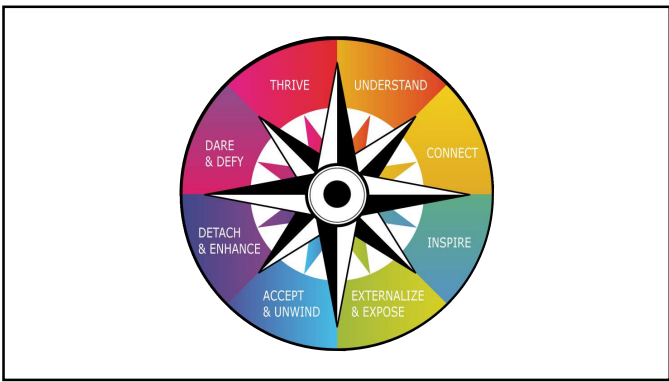 THRIVE
UNDERSTAND
CONNECT
INSPIRE
EXTERNALIZE
& EXPOSE
ACCEPT
& UNWIND
DETACH
& ENHANCE
DARE
& DEFY